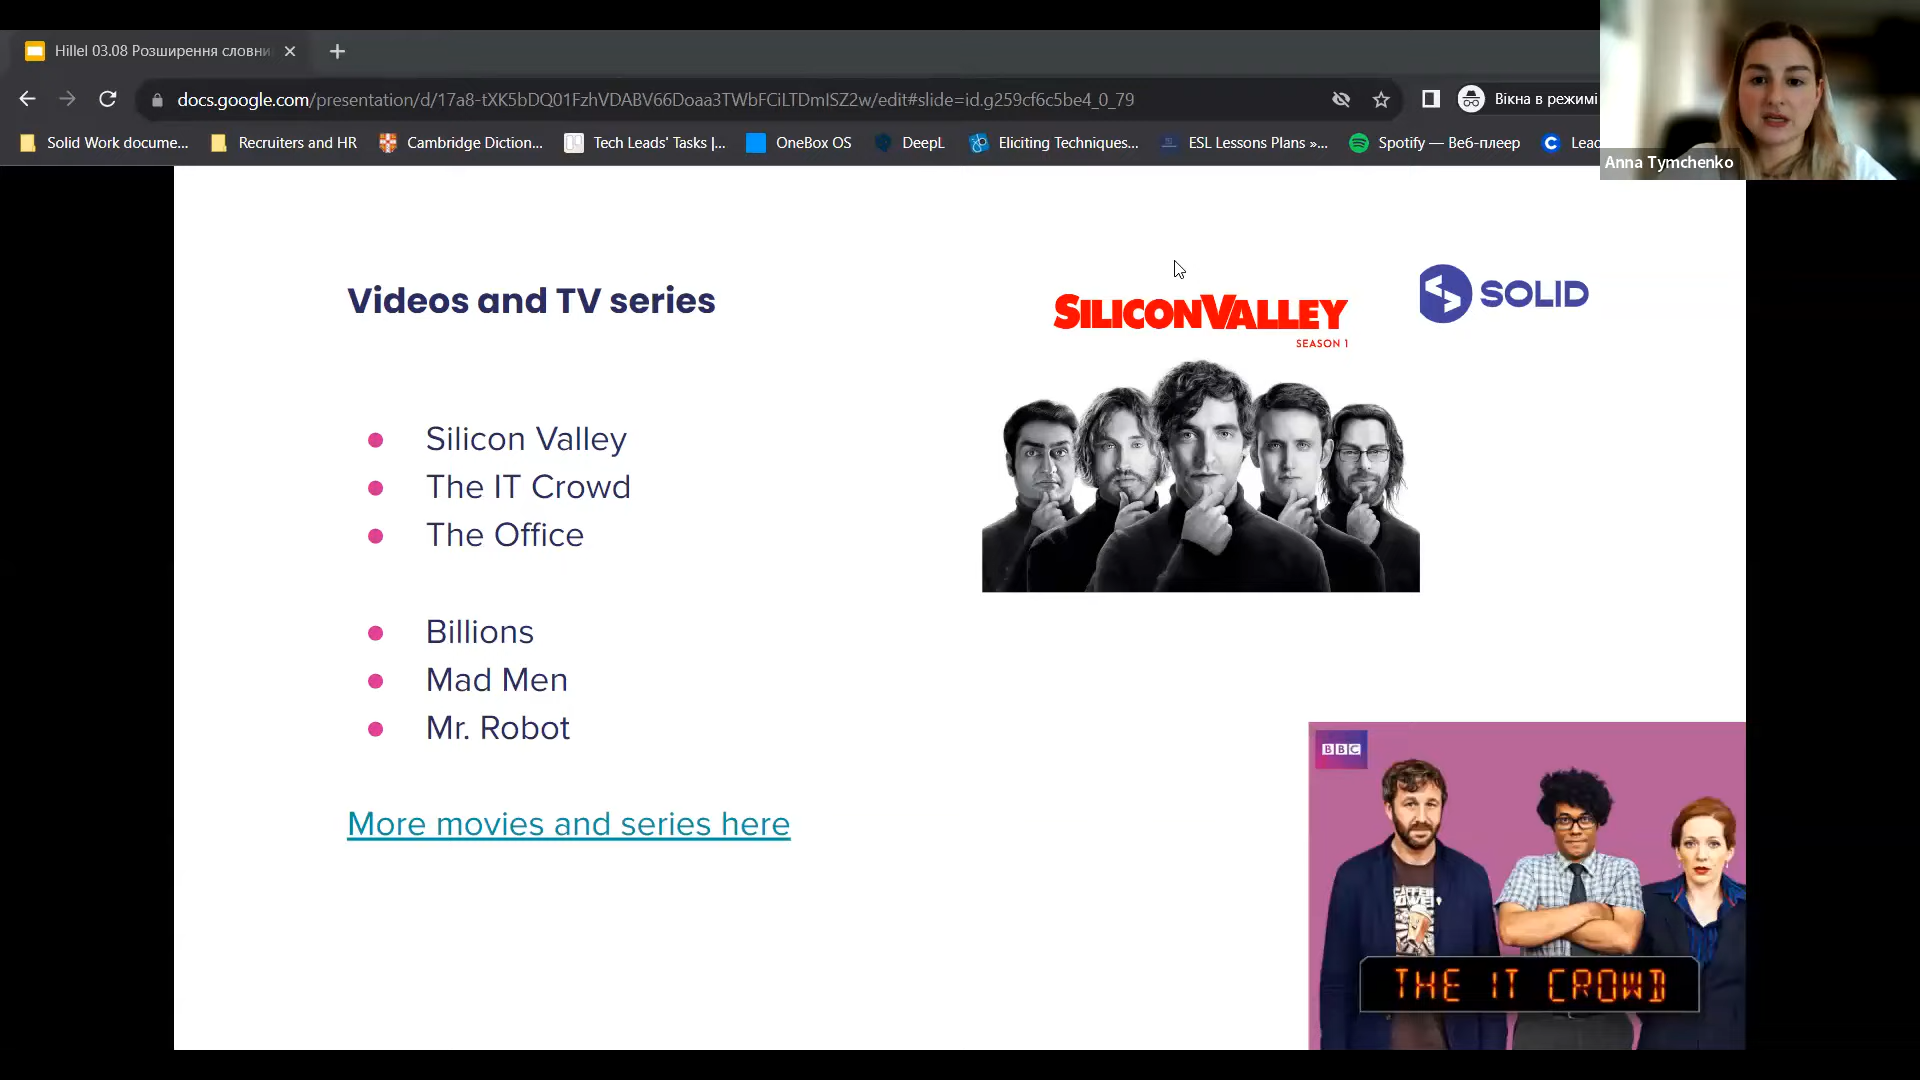 Hillel 03.08 Розширення словни
docs.google.com/presentation/d/17a8-tXK5bDQ01FzhVDABV66Doaa3TWbFCiLTDmISZ2w/edit#slide=id.g259cf6c5be4_0_79
Вікна в режимі
Solid Work docume...
Recruiters and HR
Cambridge Diction...
Tech Leads' Tasks |...
OneBox OS
DeepL
Eliciting Techniques...
ESL Lessons Plans »...
Spotify — Веб-плеер
Leac
Anna Tymchenko
Videos and TV series
SILICON VALLEY
SEASON 1
SOLID
Silicon Valley
The IT Crowd
The Office
Billions
Mad Men
Mr. Robot
More movies and series here
BBC
THE IT CROWD